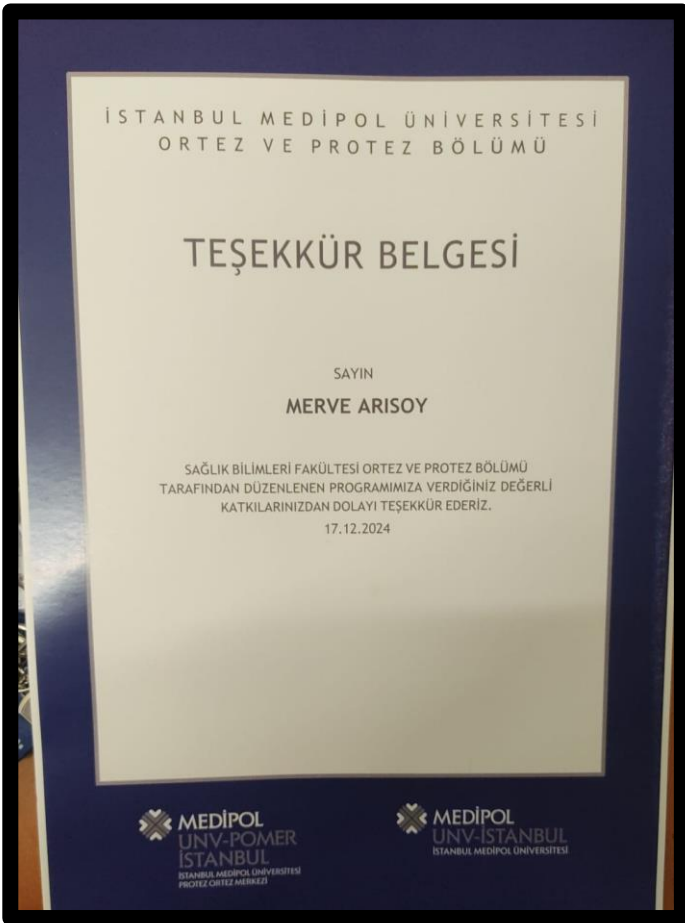 İSTANBUL MEDİPOL ÜNİVERSİTESİ
ORTEZ VE PROTEZ BÖLÜMÜ
TEŞEKKÜR BELGESİ
SAYIN
MERVE ARISOY
SAĞLIK BİLİMLERİ FAKÜLTESİ ORTEZ VE PROTEZ BÖLÜMÜ
TARAFINDAN DÜZENLENEN PROGRAMIMIZA VERDİĞİNİZ DEĞERLİ
KATKILARINIZDAN DOLAYI TEŞEKKÜR EDERİZ.
17.12.2024
MEDİPOL
UNV-POMER
İSTANBUL
İSTANBUL MEDİPOL ÜNİVERSİTESİ
PROTEZ ORTEZ MERKEZİ
MEDİPOL
UNV-İSTANBUL
İSTANBUL MEDİPOL ÜNİVERSİTESİ